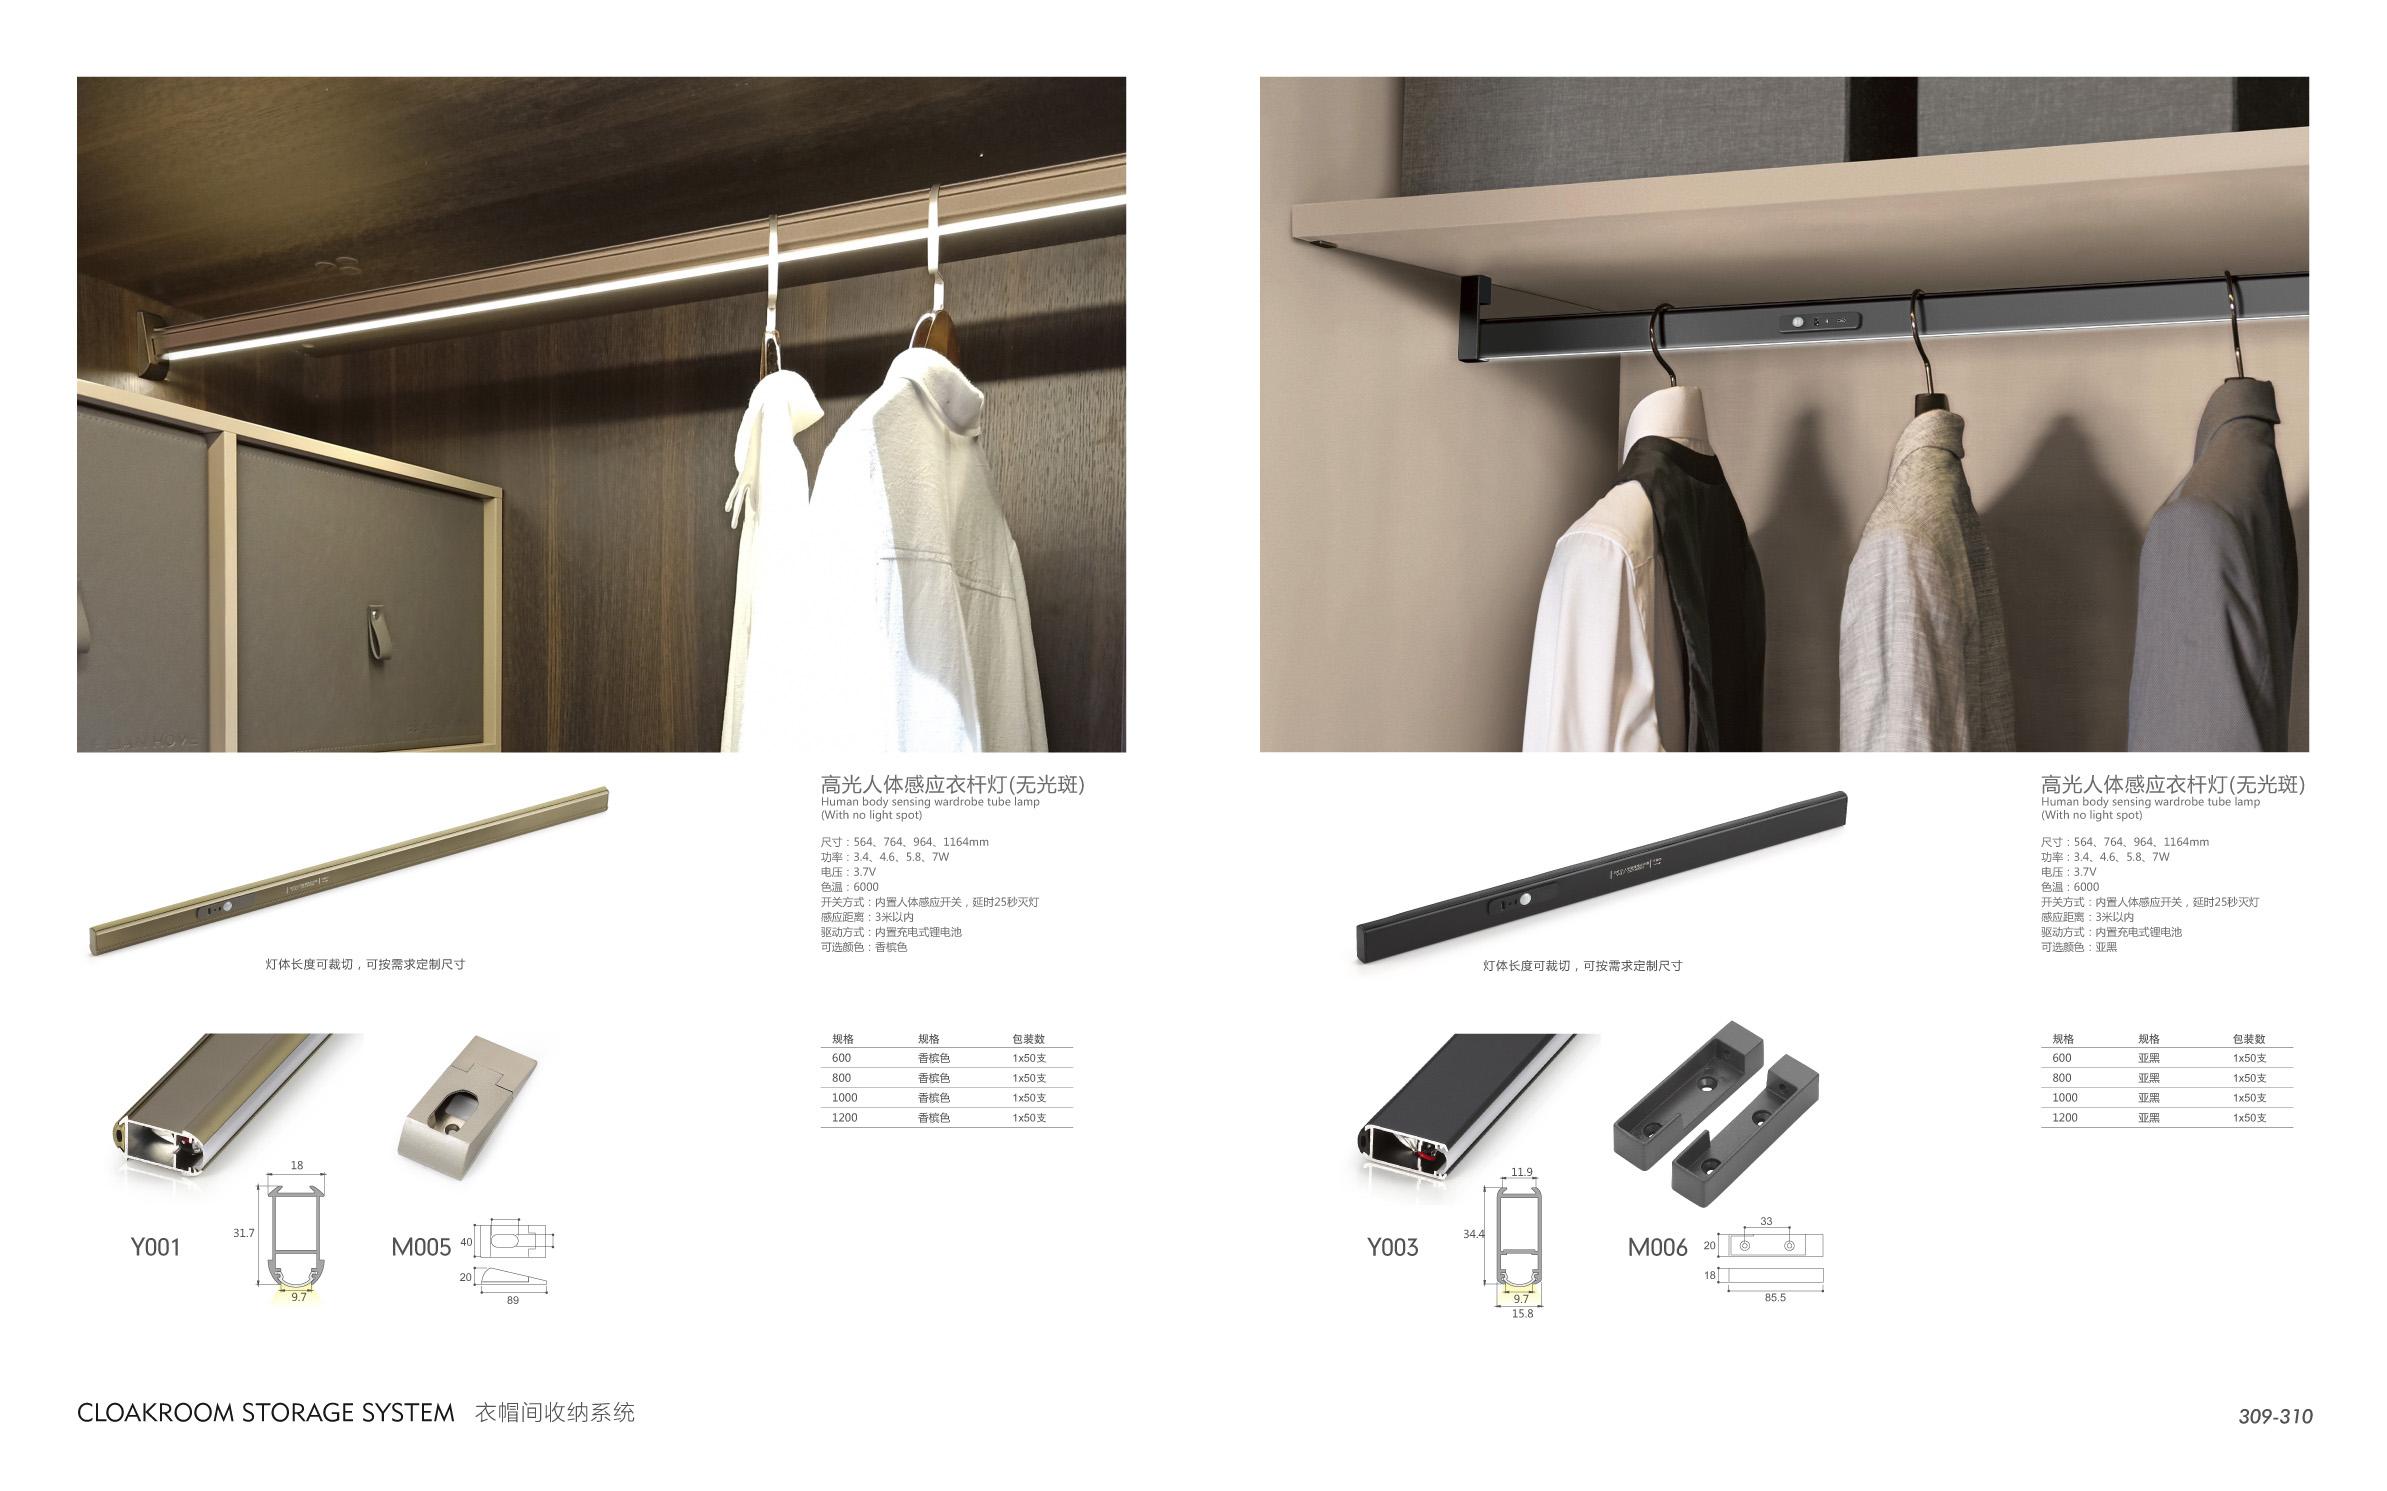 高光人体感应衣杆灯(无光斑)
Human body sensing wardrobe tube lamp
(With no light spot)
尺寸：564、764、964、1164mm
功率：3.4、4.6、5.8、7W
电压：3.7V
色温：6000
开关方式：内置人体感应开关，延时25秒灭灯
感应距离：3米以内
驱动方式：内置充电式锂电池
可选颜色：香槟色
灯体长度可裁切，可按需求定制尺寸
规格 规格 包装数
600 香槟色 1x50支
800 香槟色 1x50支
1000 香槟色 1x50支
1200 香槟色 1x50支
18
31.7
Y001
9.7
M005
40
20
89
高光人体感应衣杆灯(无光斑)
Human body sensing wardrobe tube lamp
(With no light spot)
尺寸：564、764、964、1164mm
功率：3.4、4.6、5.8、7W
电压：3.7V
色温：6000
开关方式：内置人体感应开关，延时25秒灭灯
感应距离：3米以内
驱动方式：内置充电式锂电池
可选颜色：亚黑
灯体长度可裁切，可按需求定制尺寸
规格 规格 包装数
600 亚黑 1x50支
800 亚黑 1x50支
1000 亚黑 1x50支
1200 亚黑 1x50支
11.9
34.4
Y003
9.7
15.8
M006
33
20
18
85.5
CLOAKROOM STORAGE SYSTEM 衣帽间收纳系统
309-310